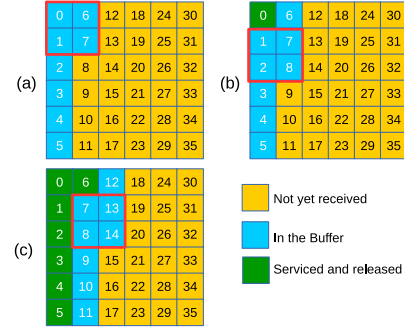 (a)
0 6 12 18 24 30
1 7 13 19 25 31
2 8 14 20 26 32
3 9 15 21 27 33
4 10 16 22 28 34
5 11 17 23 29 35
(b)
0 6 12 18 24 30
1 7 13 19 25 31
2 8 14 20 26 32
3 9 15 21 27 33
4 10 16 22 28 34
5 11 17 23 29 35
(c)
0 6 12 18 24 30
1 7 13 19 25 31
2 8 14 20 26 32
3 9 15 21 27 33
4 10 16 22 28 34
5 11 17 23 29 35
Not yet received
In the Buffer
Serviced and released